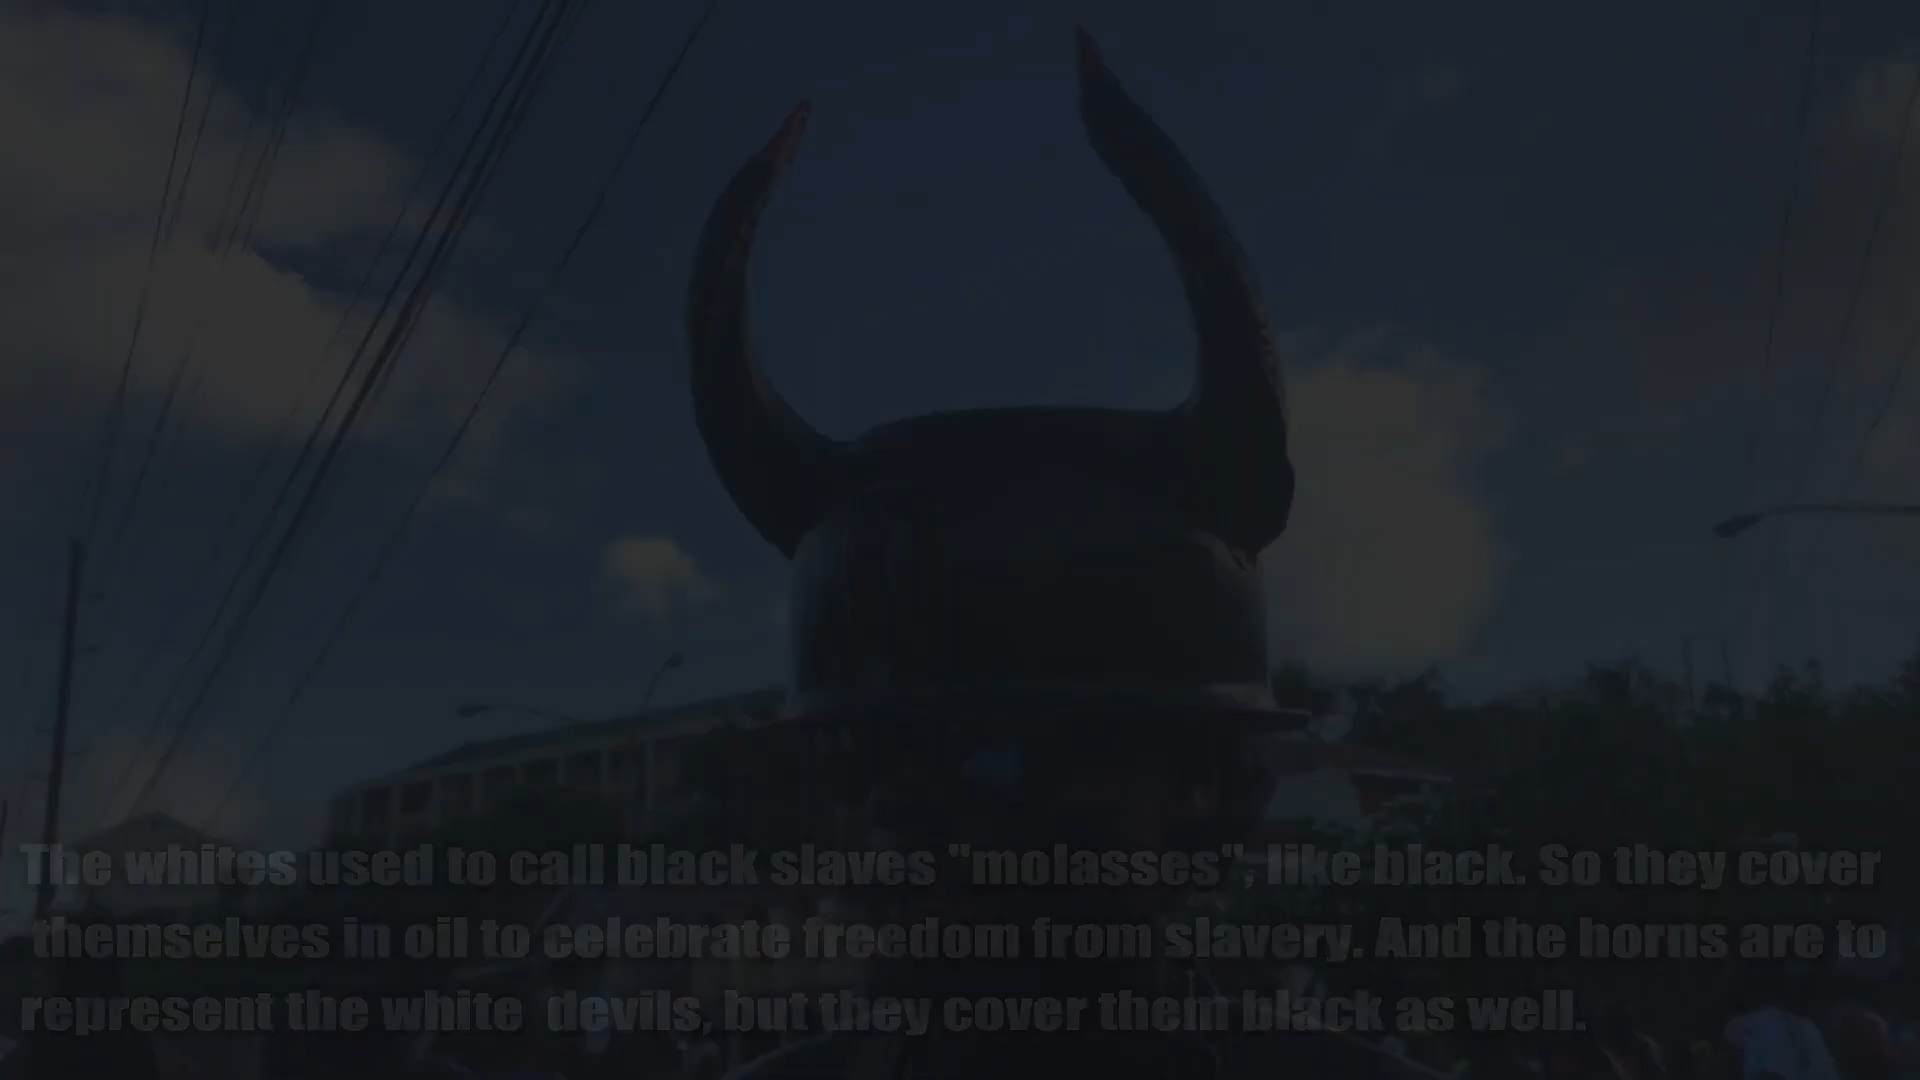 The whites used to call black slaves "molasses", like black. So they cover
themselves in oil to celebrate freedom from slavery. And the horns are to
represent the white devils, but they cover them black as well.